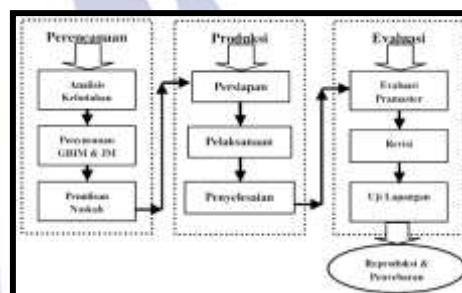 Perencanaan
Analisis
Kebutuhan
Penyusunan
GBIM & JM
Penulisan
Naskah
Produksi
Persiapan
Pelaksanaan
Penyelesaian
Evaluasi
Evaluasi
Pramaster
Revisi
Uji Lapangan
Reproduksi &
Penyebaran